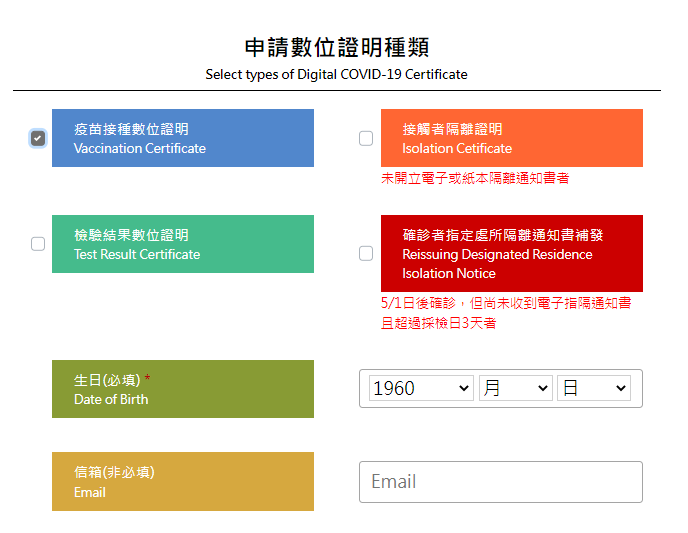 申請數位證明種類
Select types of Digital COVID-19 Certificate
疫苗接種數位證明
Vaccination Certificate
接觸者隔離證明
Isolation Cetificate
未開立電子或紙本隔離通知書者
檢驗結果數位證明
Test Result Certificate
確診者指定處所隔離通知書補發
Reissuing Designated Residence
Isolation Notice
5/1日後確診，但尚未收到電子指隔通知書
且超過採檢日3天者
生日(必填) *
Date of Birth
1960 月 日
信箱(非必填)
Email
Email